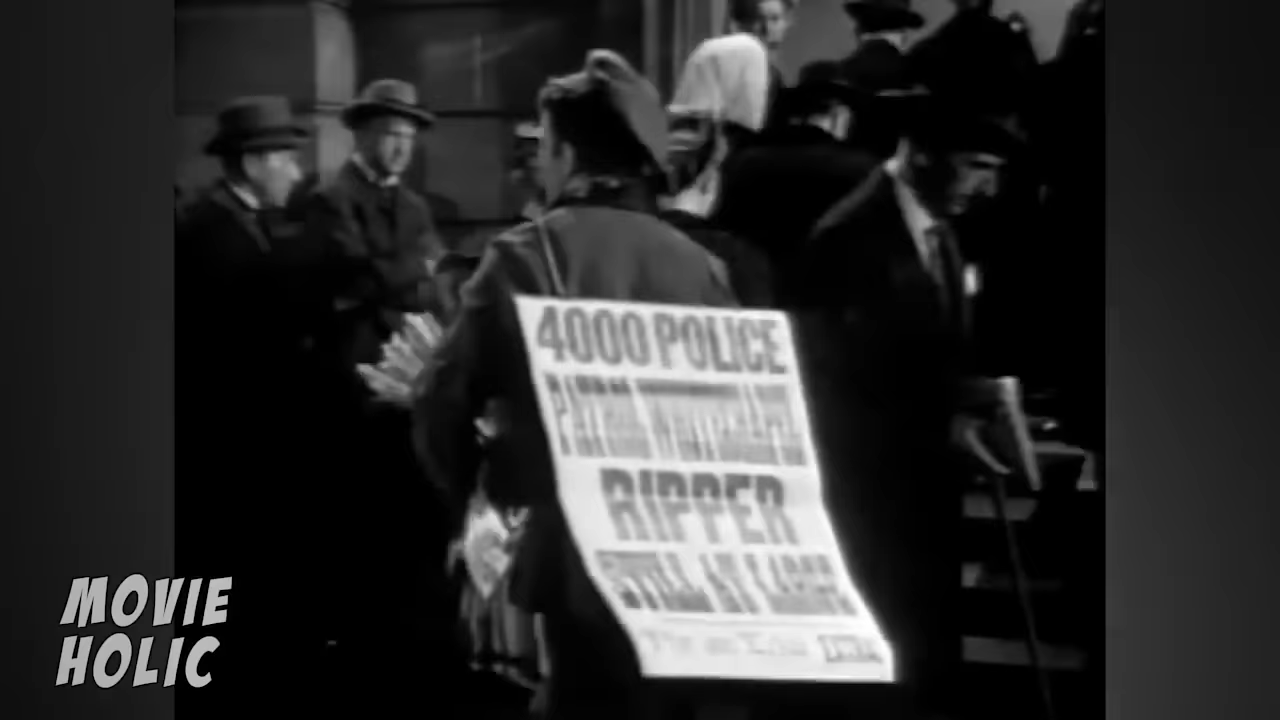 4000 POLICE
PATROL WHITECHAPEL
RIPPER
STILL AT LARGE
MOVIE
HOLIC